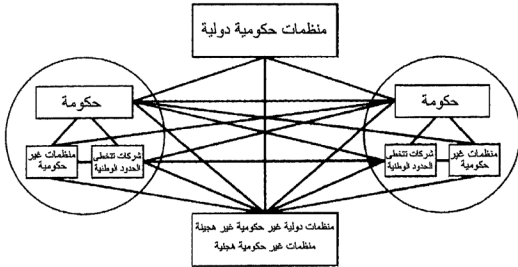 منظمات حكومية دولية
حكومة
حكومة
منظمات غير
حكومية
شركات تتخطى
الحدود الوطنية
شركات تتخطى
الحدود الوطنية
منظمات غير
حكومية
منظمات دولية غير حكومية غير هجينة
منظمات غير حكومية هجنية